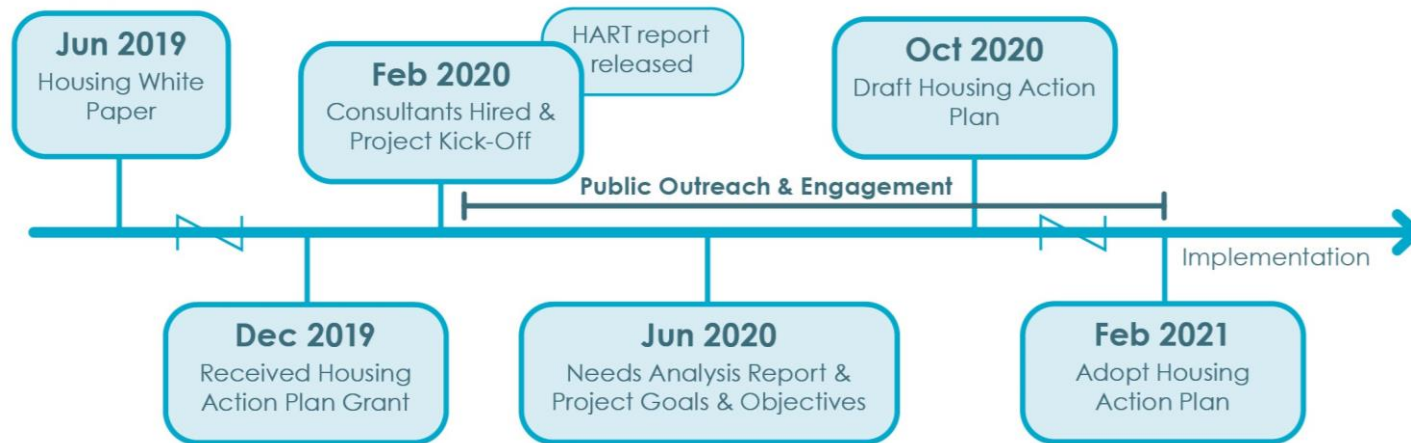 Jun 2019
Housing White
Paper
Feb 2020
Consultants Hired &
Project Kick-Off
HART report
released
Oct 2020
Draft Housing Action
Plan
Public Outreach & Engagement
Implementation
Dec 2019
Received Housing
Action Plan Grant
Jun 2020
Needs Analysis Report &
Project Goals & Objectives
Feb 2021
Adopt Housing
Action Plan